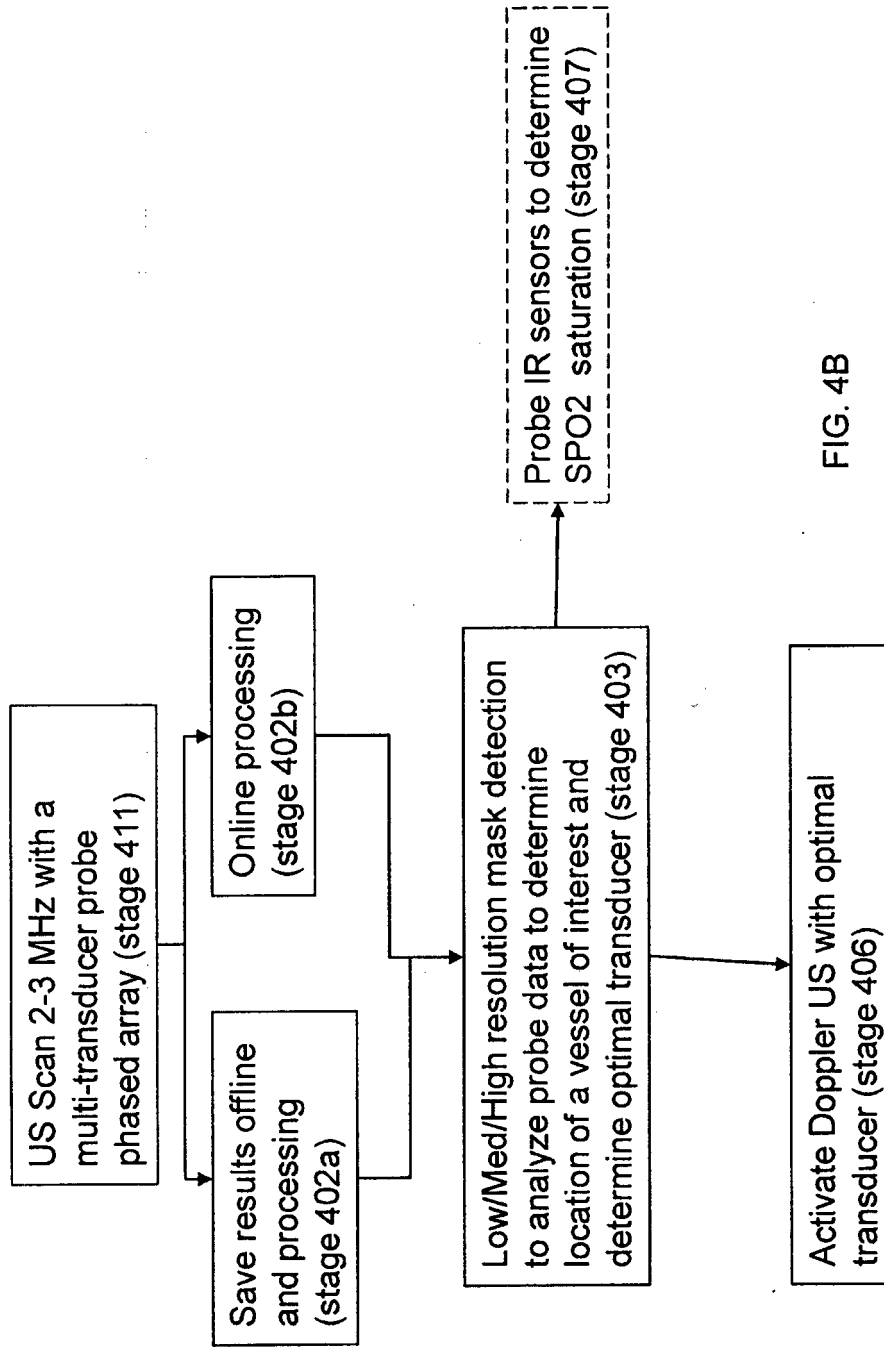 US Scan 2-3 MHz with a
multi-transducer probe
phased array (stage 411)
Save results offline
and processing
(stage 402a)
Online processing
(stage 402b)
Low/Med/High resolution mask detection
to analyze probe data to determine
location of a vessel of interest and
determine optimal transducer (stage 403)
Probe IR sensors to determine
SPO2 saturation (stage 407)
Activate Doppler US with optimal
transducer (stage 406)
FIG. 4B